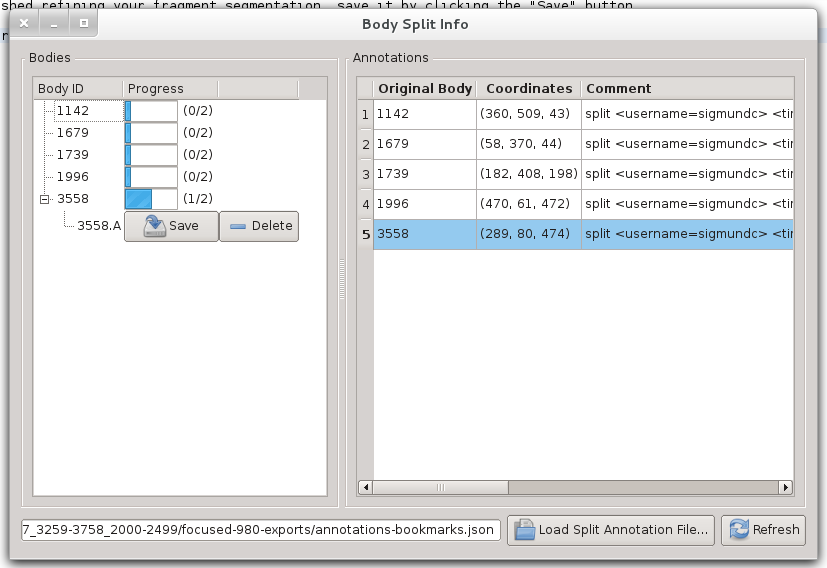 shed refining your fragment segmentation, save it by clicking the "Save" button
Body Split Info
Bodies
Body ID Progress
1142 (0/2)
1679 (0/2)
1739 (0/2)
1996 (0/2)
3558 (1/2)
3558.A Save Delete
Annotations
Original Body Coordinates Comment
1 1142 (360, 509, 43) split <username=sigmundc> <tir
2 1679 (58, 370, 44) split <username=sigmundc> <tir
3 1739 (182, 408, 198) split <username=sigmundc> <tir
4 1996 (470, 61, 472) split <username=sigmundc> <tir
5 3558 (289, 80, 474) split <username=sigmundc> <tir
7_3259-3758_2000-2499/focused-980-exports/annotations-bookmarks.json Load Split Annotation File... Refresh